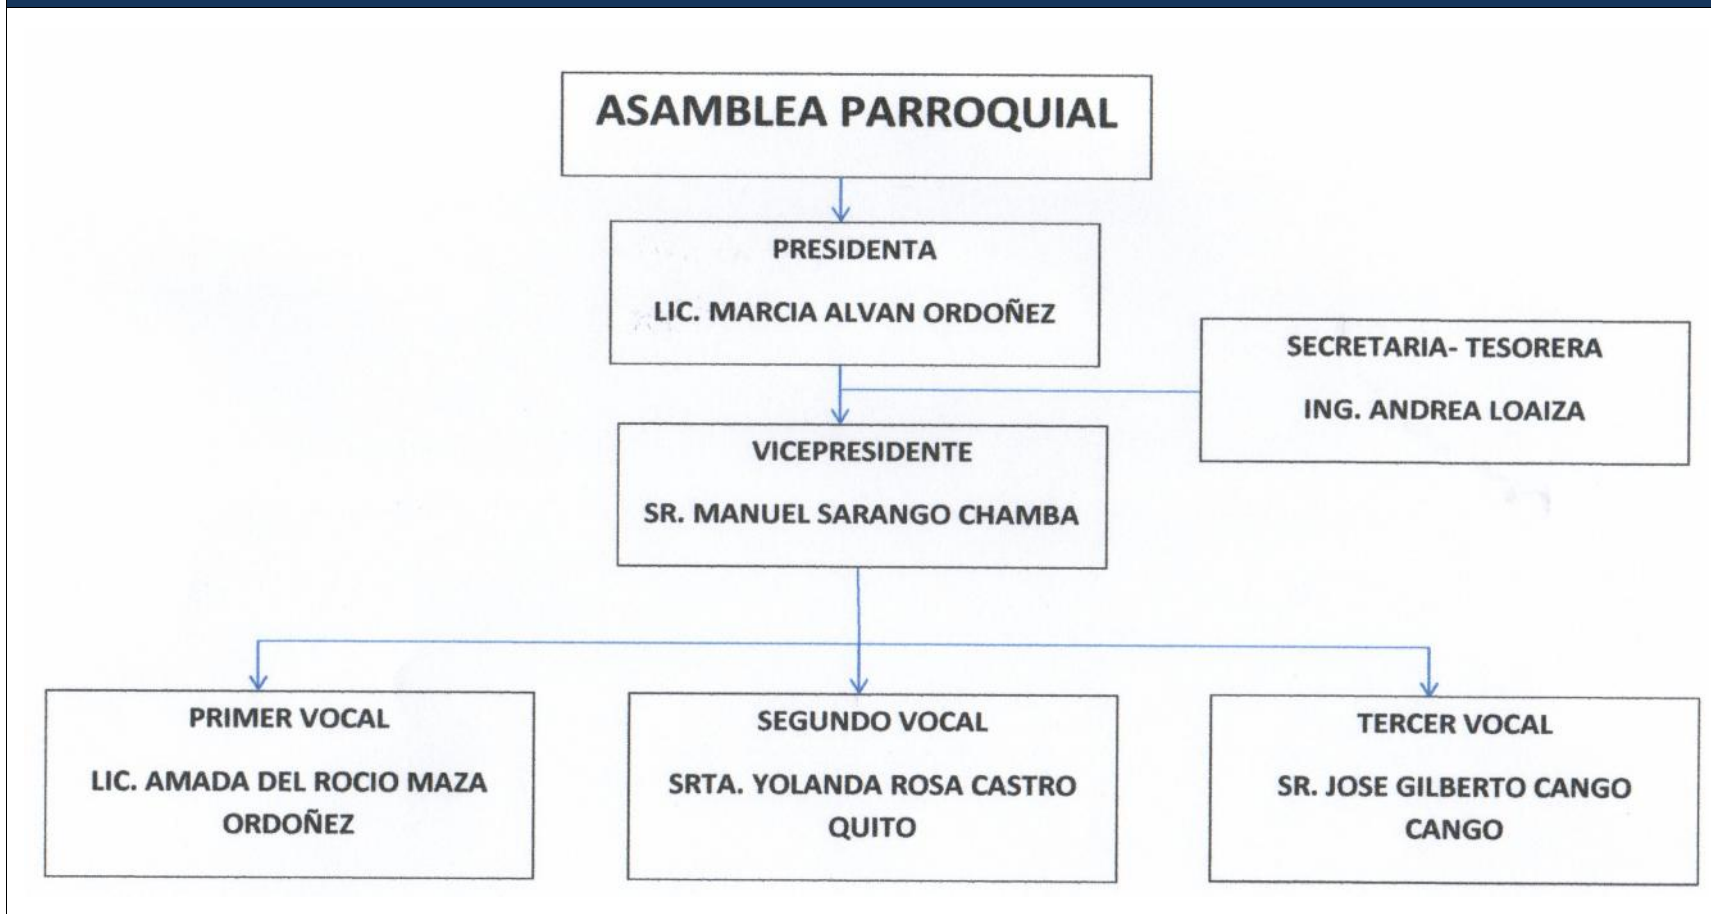 ASAMBLEA PARROQUIAL
PRESIDENTA
LIC. MARCIA ALVAN ORDOÑEZ
SECRETARIA- TESORERA
ING. ANDREA LOAIZA
VICEPRESIDENTE
SR. MANUEL SARANGO CHAMBA
PRIMER VOCAL
LIC. AMADA DEL ROCIO MAZA
ORDOÑEZ
SEGUNDO VOCAL
SRTA. YOLANDA ROSA CASTRO
QUITO
TERCER VOCAL
SR. JOSE GILBERTO CANGO
CANGO